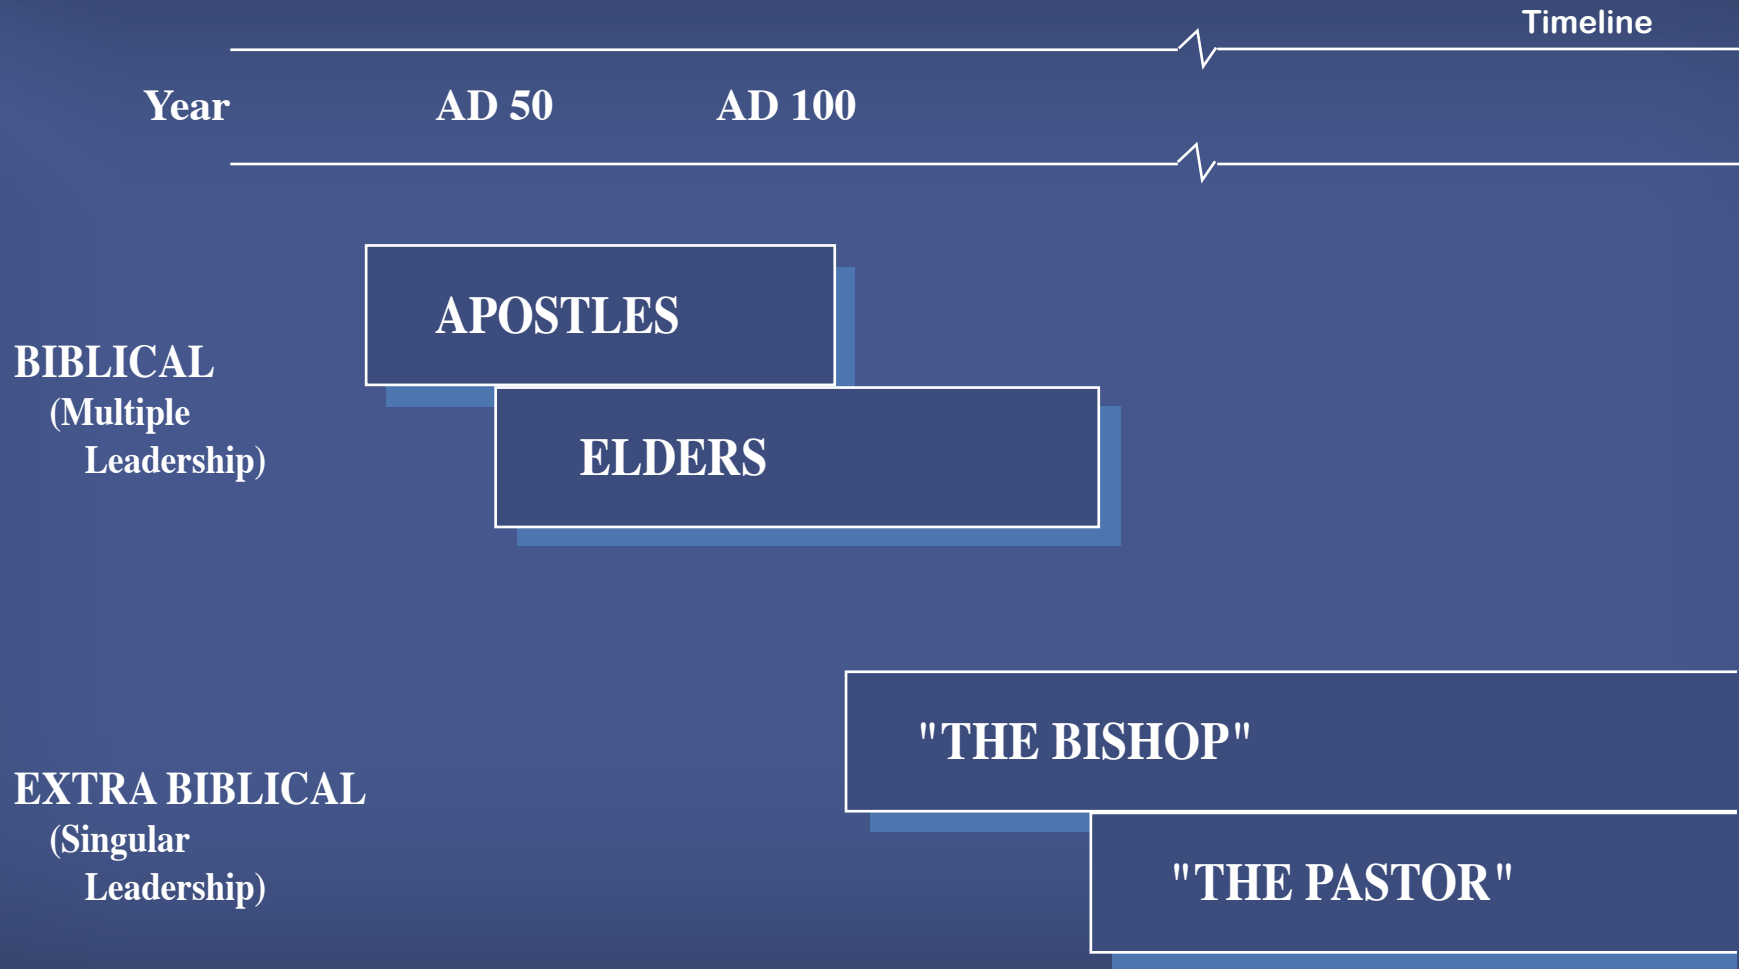 Timeline
Year AD 50 AD 100
APOSTLES
BIBLICAL
(Multiple
Leadership)
ELDERS
"THE BISHOP"
EXTRA BIBLICAL
(Singular
Leadership)
"THE PASTOR"